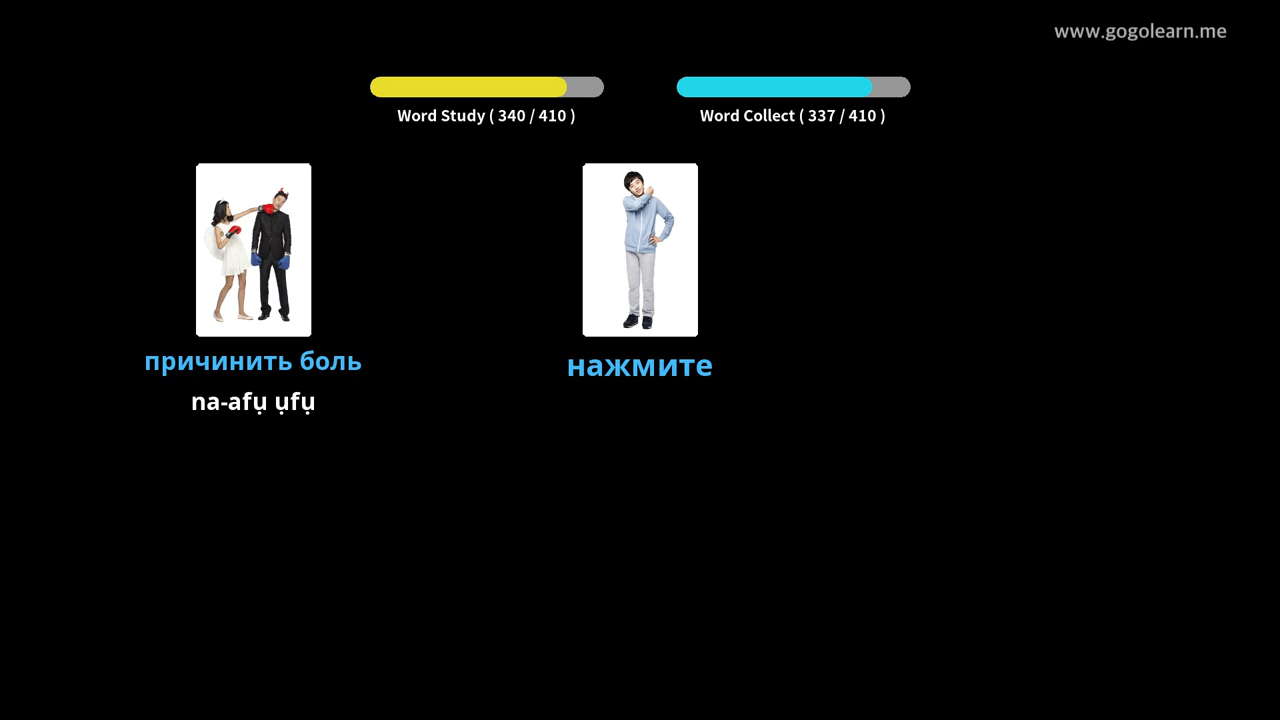 www.gogolearn.me
Word Study ( 340 / 410 )
Word Collect ( 337 / 410 )
причинить боль
na-afụ ụfụ
нажмите